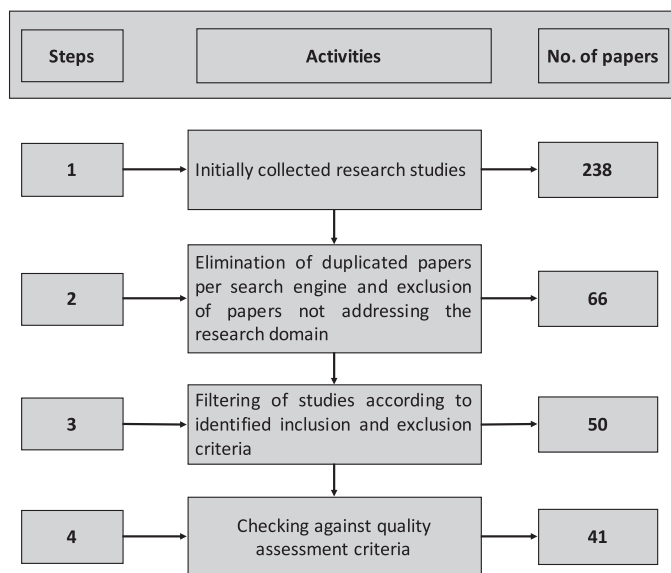 Steps
Activities
No. of papers
1
Initially collected research studies
238
2
Elimination of duplicated papers
per search engine and exclusion
of papers not addressing the
research domain
66
3
Filtering of studies according to
identified inclusion and exclusion
criteria
50
4
Checking against quality
assessment criteria
41